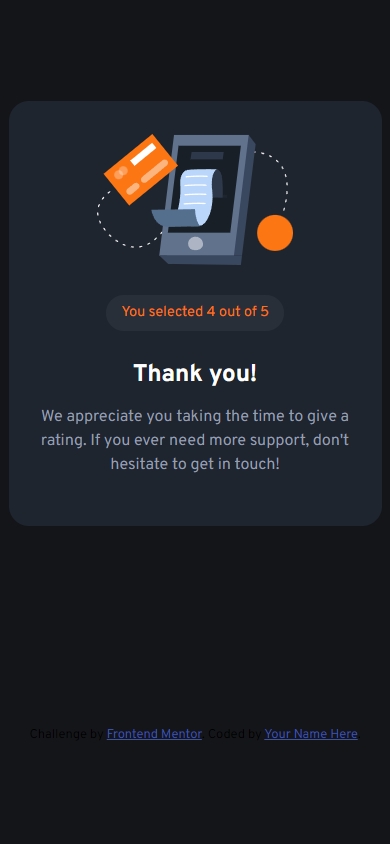 You selected 4 out of 5
Thank you!
We appreciate you taking the time to give a
rating. If you ever need more support, don't
hesitate to get in touch!
Challenge by Frontend Mentor. Coded by Your Name Here.